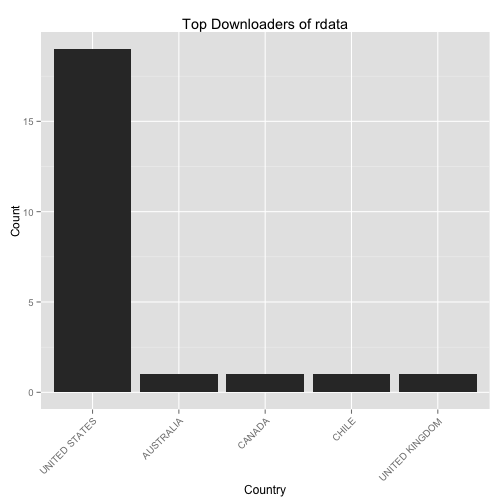 Top Downloaders of rdata
Count
15
10
5
0
UNITED STATES
AUSTRALIA
CANADA
CHILE
UNITED KINGDOM
Country